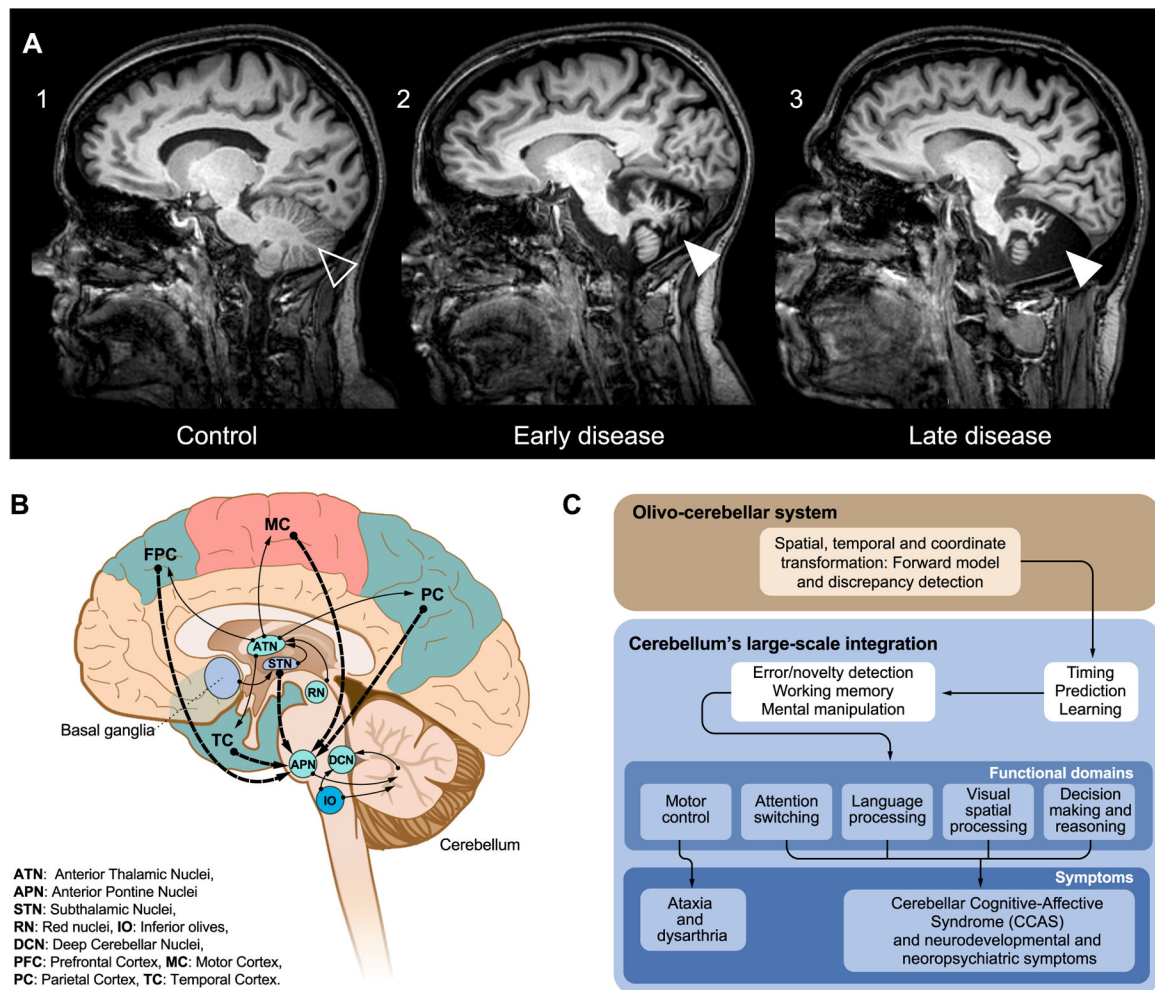 A
1
2
3
Control
Early disease
Late disease
B
MC
FPC
PC
ATN
STN
RN
Basal ganglia
TC
APN
DCN
IO
Cerebellum
ATN: Anterior Thalamic Nuclei,
APN: Anterior Pontine Nuclei
STN: Subthalamic Nuclei,
RN: Red nuclei, IO: Inferior olives,
DCN: Deep Cerebellar Nuclei,
PFC: Prefrontal Cortex, MC: Motor Cortex,
PC: Parietal Cortex, TC: Temporal Cortex.
C
Olivo-cerebellar system
Spatial, temporal and coordinate
transformation: Forward model
and discrepancy detection
Cerebellum's large-scale integration
Error/novelty detection
Working memory
Mental manipulation
Timing
Prediction
Learning
Functional domains
Motor
control
Attention
switching
Language
processing
Visual
spatial
processing
Decision
making and
reasoning
Symptoms
Ataxia
and
dysarthria
Cerebellar Cognitive-Affective
Syndrome (CCAS)
and neurodevelopmental and
neoropsychiatric symptoms